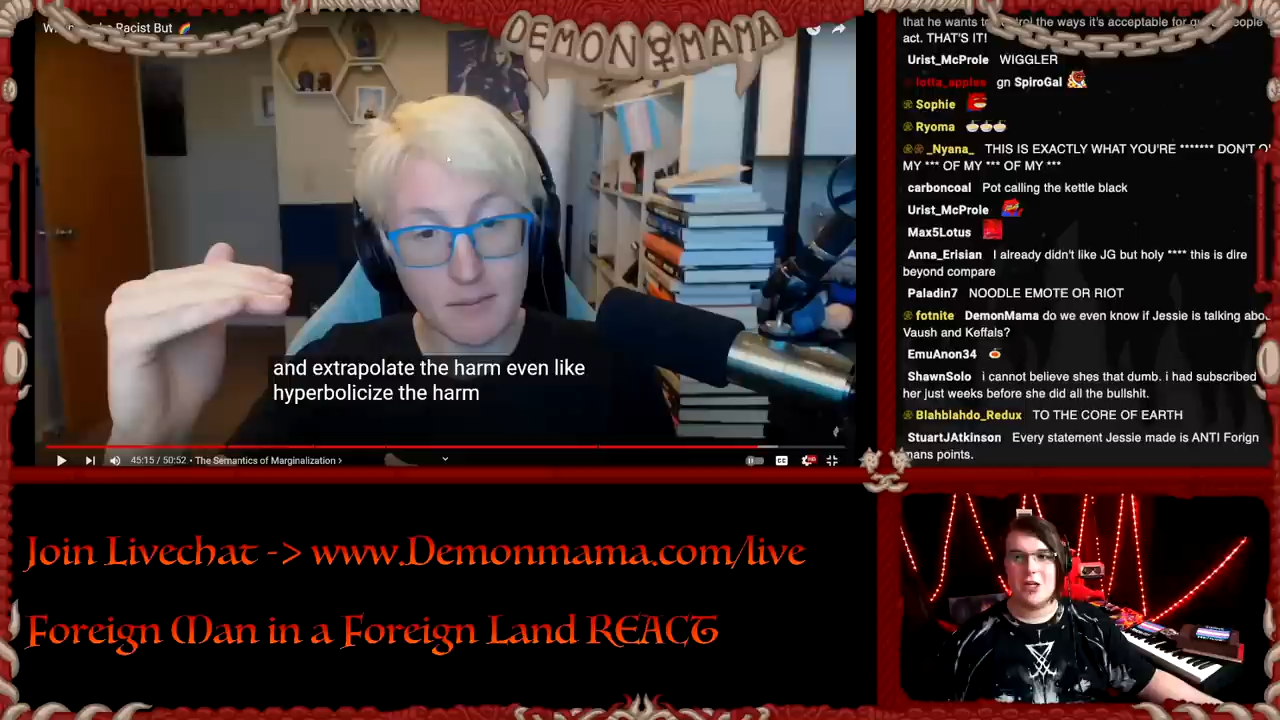 Racist But
DEMON MAMA
and extrapolate the harm even like
hyperbolicize the harm
45:15 / 50:52 • The Semantics of Marginalization ›
that he wants to
the ways it's acceptable for
people
act. THAT'S IT!
Urist_McProle WIGGLER
lotta_apples gn SpiroGal
Sophie
Ryoma
_Nyana_ THIS IS EXACTLY WHAT YOU'RE ******* DON'T
MY *** OF MY *** OF MY ***
carboncoal Pot calling the kettle black
Urist_McProle
Max5Lotus
Anna_Erisian I already didn't like JG but holy **** this is dire
beyond compare
Paladin7 NOODLE EMOTE OR RIOT
fotnite DemonMama do we even know if Jessie is talking
Vaush and Keffals?
EmuAnon34
ShawnSolo i cannot believe shes that dumb. i had subscribed
her just weeks before she did all the bullshit.
Blahblahdo_Redux TO THE CORE OF EARTH
StuartJAtkinson Every statement Jessie made is ANTI Forign
mans points.
Join Livechat -> www.Demonmama.com/live
Foreign Man in a Foreign Land REACT